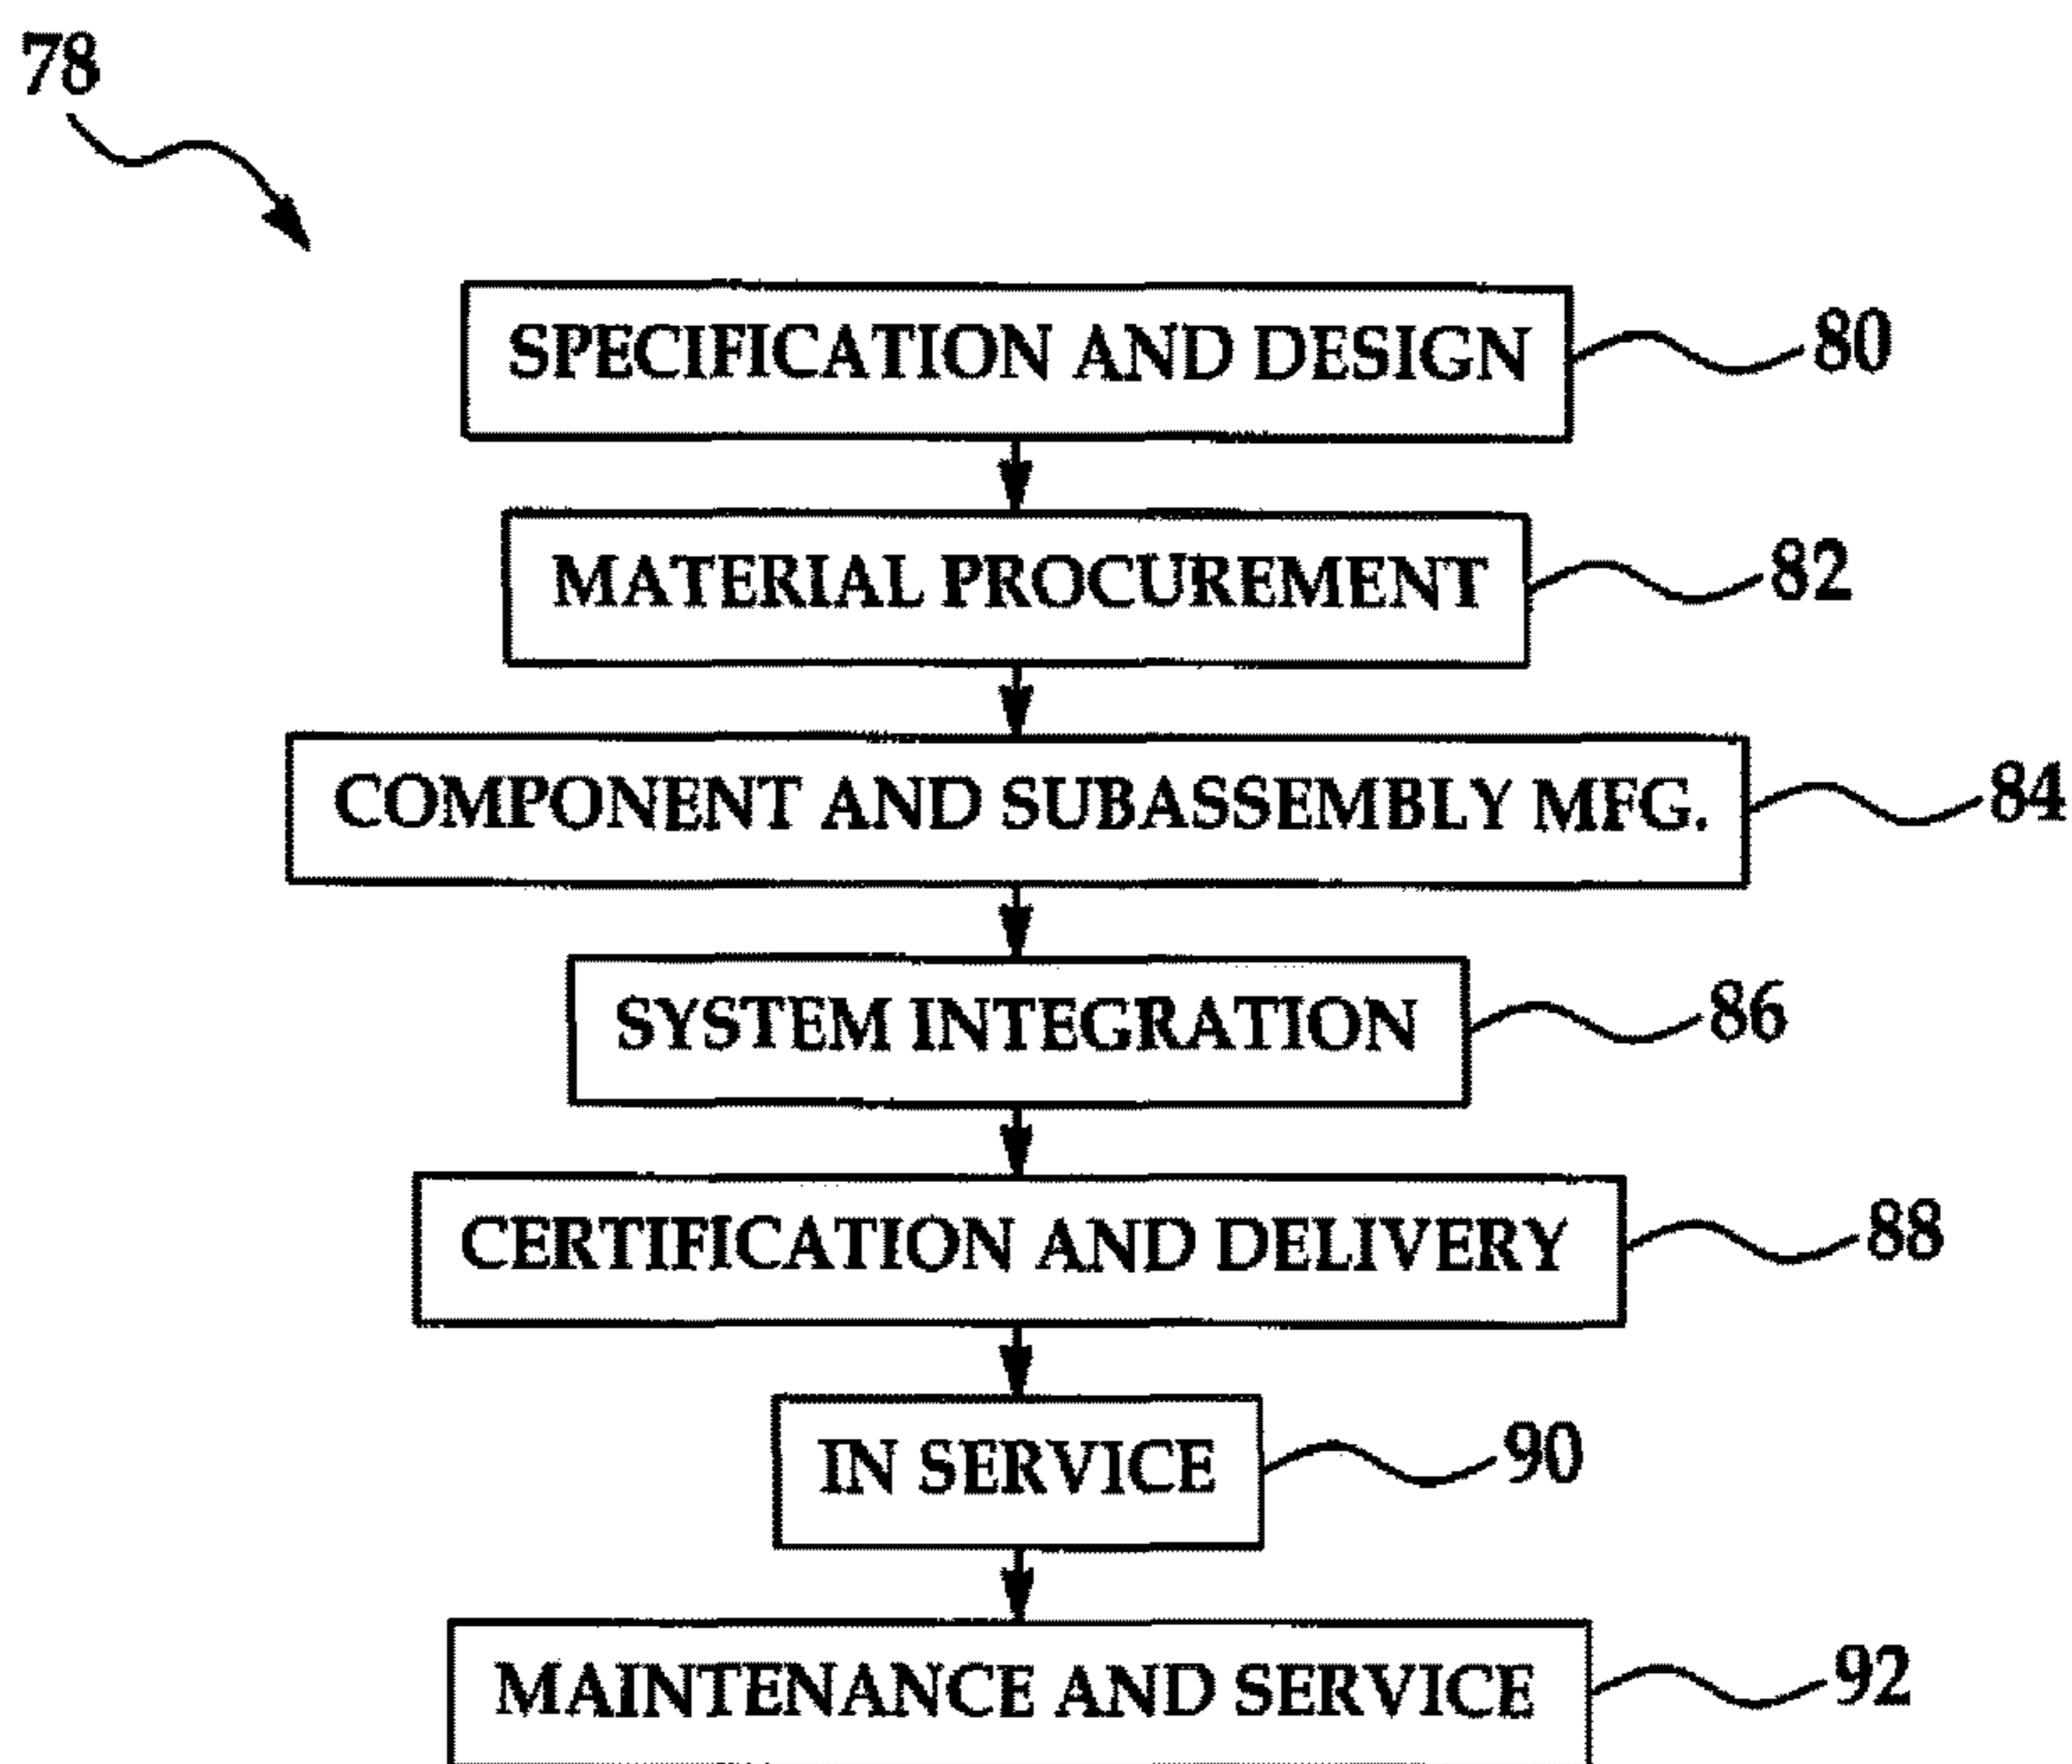 78
SPECIFICATION AND DESIGN 80
MATERIAL PROCUREMENT 82
COMPONENT AND SUBASSEMBLY MFG. 84
SYSTEM INTEGRATION 86
CERTIFICATION AND DELIVERY 88
IN SERVICE 90
MAINTENANCE AND SERVICE 92